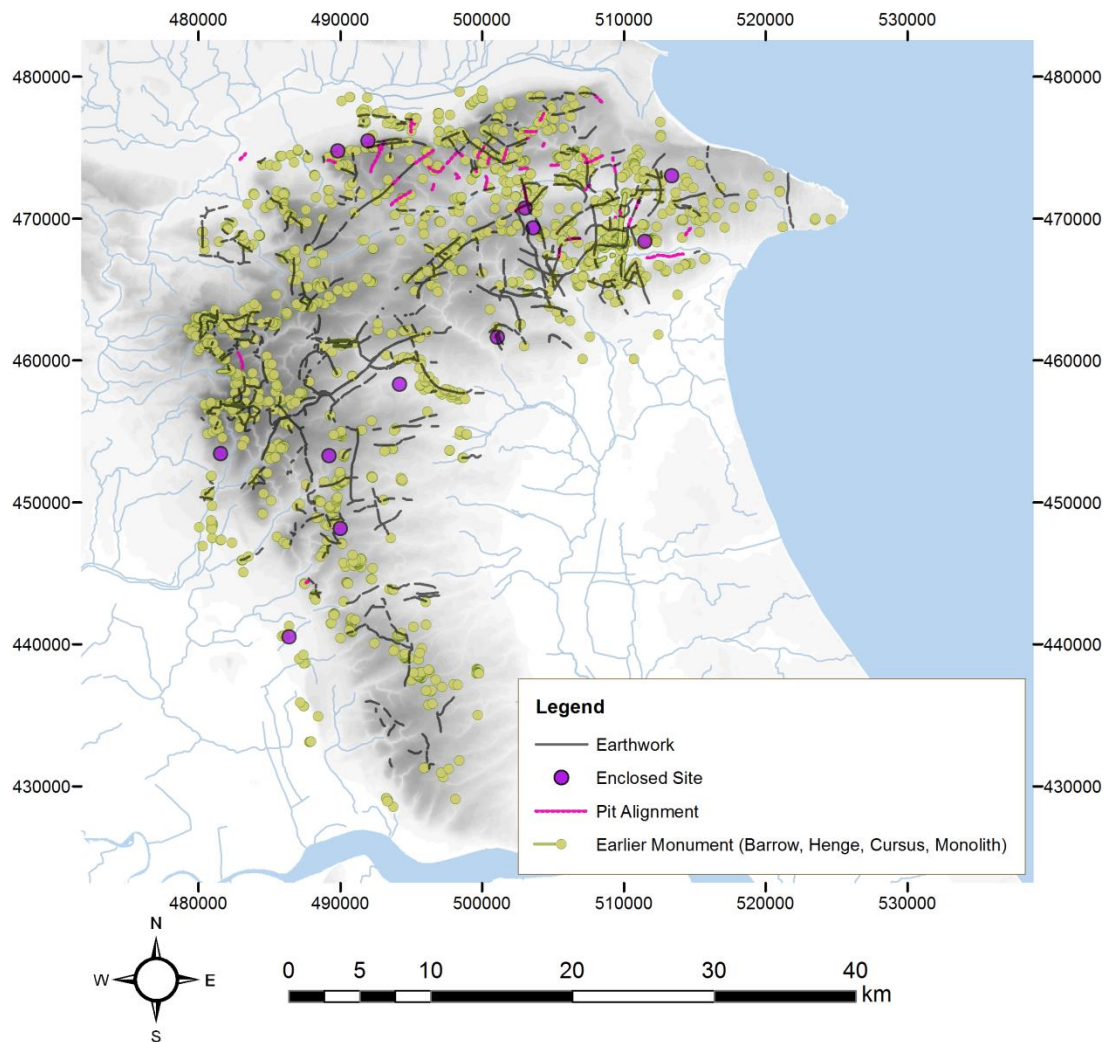 480000 490000 500000 510000 520000 530000
480000 480000
470000 470000
460000 460000
450000 450000
440000 440000
430000 430000
Legend
Earthwork
Enclosed Site
Pit Alignment
Earlier Monument (Barrow, Henge, Cursus, Monolith)
480000 490000 500000 510000 520000 530000
N
W E
S
0 5 10 20 30 40
km